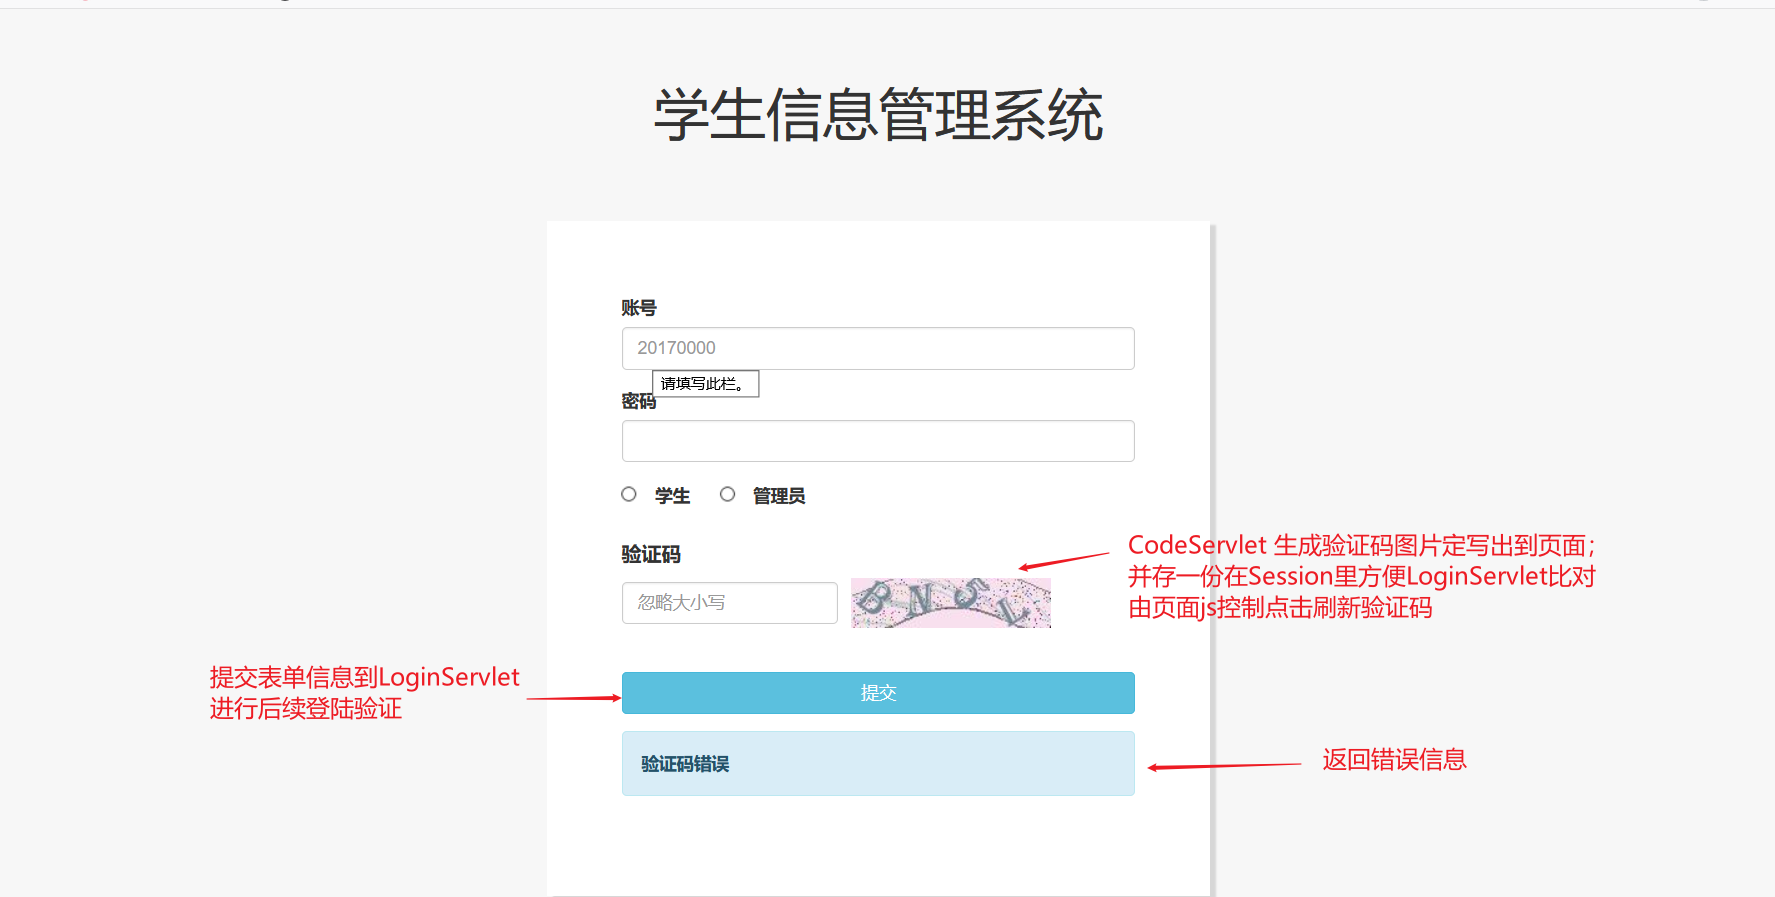 学生信息管理系统
账号
20170000
请填写此栏。
密码
学生 管理员
验证码
忽略大小写
CodeServlet 生成验证码图片定写出到页面;
并存一份在Session里方便LoginServlet比对
由页面js控制点击刷新验证码
提交表单信息到LoginServlet
进行后续登陆验证
提交
验证码错误
返回错误信息